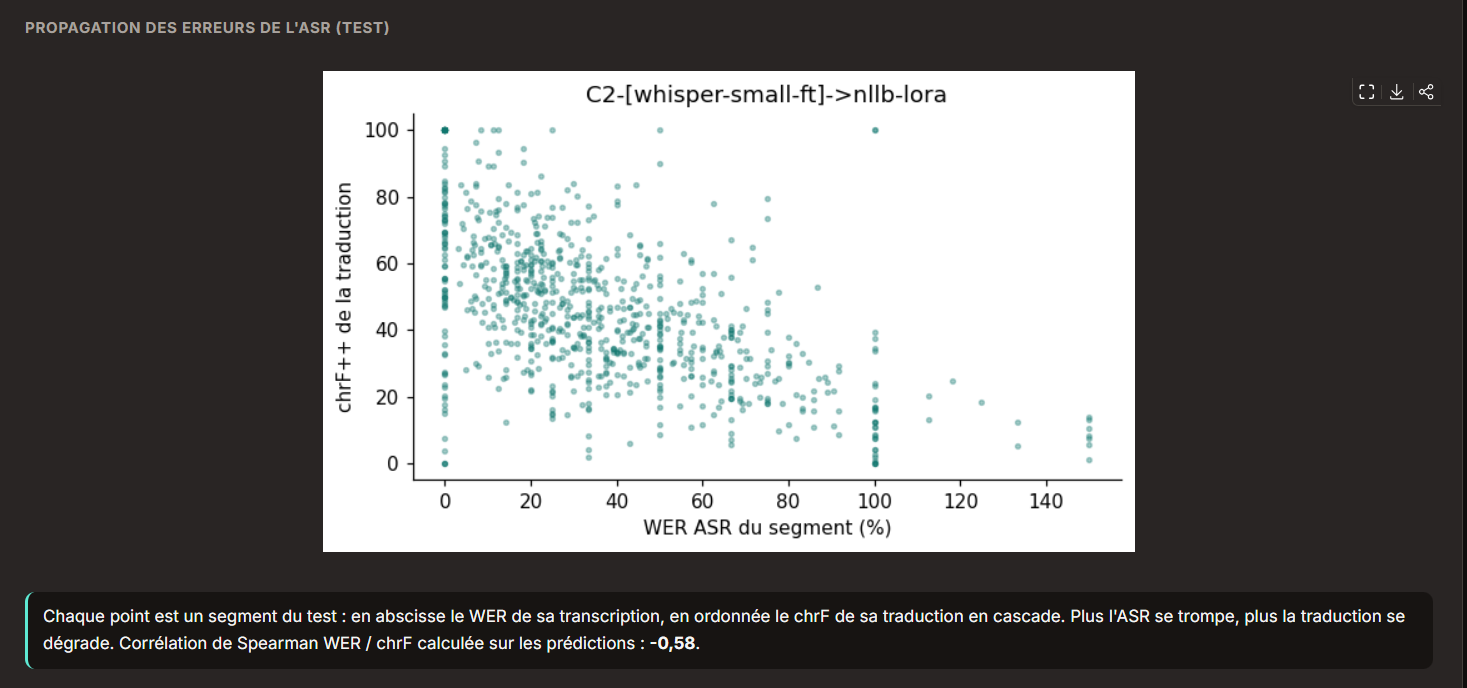 PROPAGATION DES ERREURS DE L'ASR (TEST)
C2-[whisper-small-ft]->nllb-lora
100
80
60
40
20
0
chrF++ de la traduction
0 20 40 60 80 100 120 140
WER ASR du segment (%)
Chaque point est un segment du test : en abscisse le WER de sa transcription, en ordonnée le chrF de sa traduction en cascade. Plus l'ASR se trompe, plus la traduction se
dégrade. Corrélation de Spearman WER / chrF calculée sur les prédictions : -0,58.